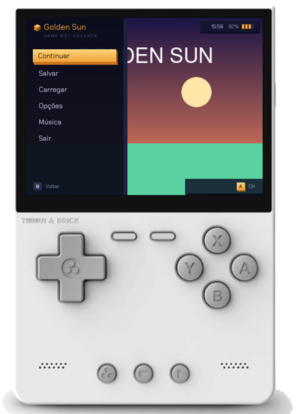 Golden Sun
GAME BOY ADVANCE
DEN SUN
15:56 92%
Continuar
Salvar
Carregar
Opções
Música
Sair
B Voltar
A OK
TRIMUI & BRICK
X
Y
A
B